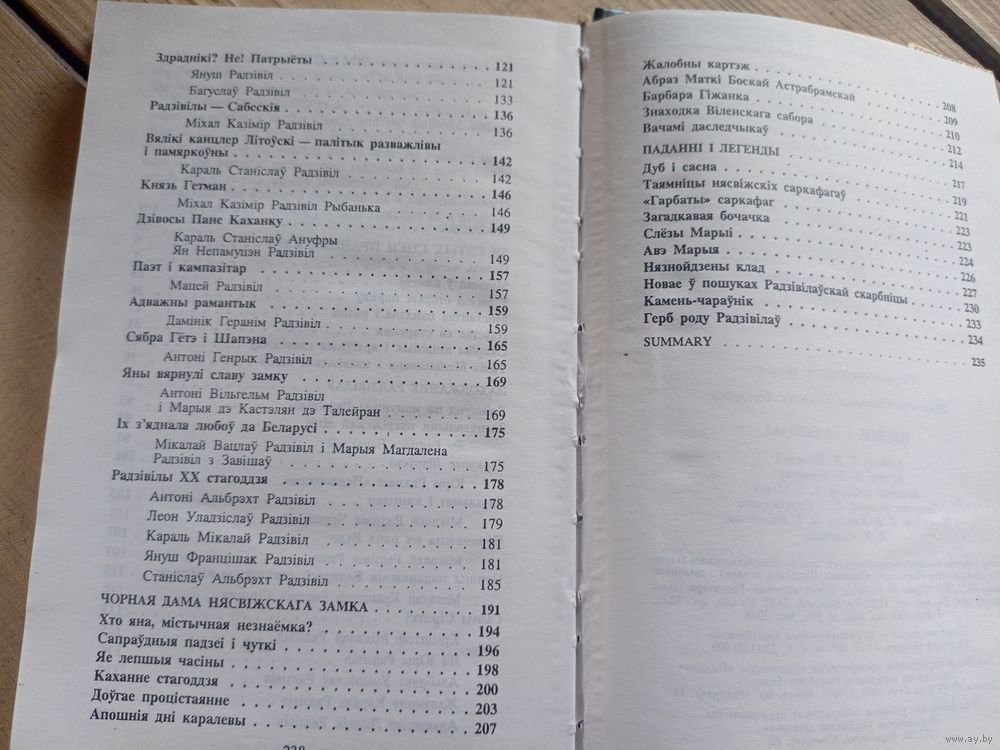 Здраднікі? Не! Патрыёты . . . . . . . . . . . 121
Януш Радзівіл . . . . . . . . . . . 121
Багуслаў Радзівіл . . . . . . . . . . . 133
Радзівілы — Сабескія . . . . . . . . . . . 136
Міхал Казімір Радзівіл . . . . . . . . . . . 136
Вялікі канцлер Літоўскі — палітык разважлівы
і памяркоўны . . . . . . . . . . . 142
Кароль Станіслаў Радзівіл . . . . . . . . . . . 142
Князь Гетман . . . . . . . . . . . 146
Міхал Казімір Радзівіл Рыбанька . . . . . . . . . . . 146
Дзівосы Пане Каханку . . . . . . . . . . . 149
Караль Станіслаў Ануфры
Ян Непамуцэн Радзівіл . . . . . . . . . . . 149
Паэт і кампазітар . . . . . . . . . . . 157
Мацей Радзівіл . . . . . . . . . . . 157
Адважны рамантык . . . . . . . . . . . 159
Дамінік Геранім Радзівіл . . . . . . . . . . . 159
Сябра Гётэ і Шапэна . . . . . . . . . . . 165
Антоні Генрык Радзівіл . . . . . . . . . . . 165
Яны вярнулі славу замку . . . . . . . . . . . 169
Антоні Вільгельм Радзівіл
і Марыя дэ Кастэлян дэ Талейран . . . . . . . . . . . 169
Іх з'яднала любоў да Беларусі . . . . . . . . . . . 175
Мікалай Вацлаў Радзівіл і Марыя Магдалена
Радзівіл з Завішаў . . . . . . . . . . . 175
Радзівілы XX стагоддзя . . . . . . . . . . . 178
Антоні Альбрэхт Радзівіл . . . . . . . . . . . 178
Леон Уладзіслаў Радзівіл . . . . . . . . . . . 179
Караль Мікалай Радзівіл . . . . . . . . . . . 181
Януш Францішак Радзівіл . . . . . . . . . . . 181
Станіслаў Альбрэхт Радзівіл . . . . . . . . . . . 185
ЧОРНАЯ ДАМА НЯСВІЖСКАГА ЗАМКА . . . . . . . . . . . 191
Хто яна, містычная незнаёмка? . . . . . . . . . . . 194
Сапраўдныя падзеі і чуткі . . . . . . . . . . . 196
Яе лепшыя часіны . . . . . . . . . . . 198
Каханне стагоддзя . . . . . . . . . . . 200
Доўгае процістаянне . . . . . . . . . . . 203
Апошнія дні каралевы . . . . . . . . . . . 207
238
Жалобны картэж . . . . . . . . . . . 208
Абраз Маткі Боскай Астрабрамскай . . . . . . . . . . . 209
Барбара Гіжанка . . . . . . . . . . . 210
Знаходка Віленскага сабора . . . . . . . . . . . 212
Вачамі даследчыкаў . . . . . . . . . . . 214
ПАДАННІ І ЛЕГЕНДЫ . . . . . . . . . . . 217
Дуб і сасна . . . . . . . . . . . 219
Таямніцы нясвіжскіх саркафагаў . . . . . . . . . . . 221
«Гарбаты» саркафаг . . . . . . . . . . . 223
Загадкавая бочачка . . . . . . . . . . . 223
Слёзы Марыі . . . . . . . . . . . 224
Авэ Марыя . . . . . . . . . . . 226
Нязнойдзены клад . . . . . . . . . . . 227
Новае ў пошуках Радзівілаўскай скарбніцы . . . . . . . . . . . 230
Камень-чараўнік . . . . . . . . . . . 233
Герб роду Радзівілаў . . . . . . . . . . . 234
SUMMARY . . . . . . . . . . . 235
www.ay.by